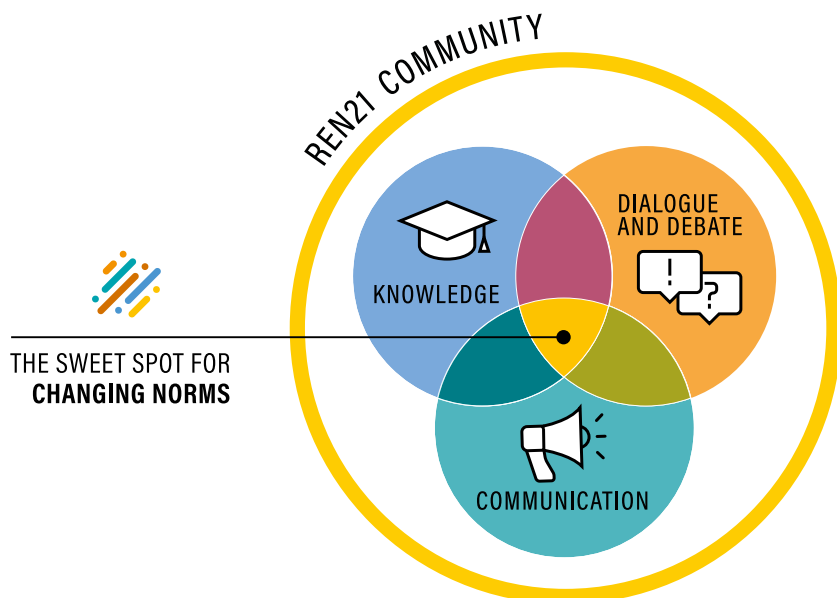 REN21 COMMUNITY
DIALOGUE
AND DEBATE
!
?
KNOWLEDGE
THE SWEET SPOT FOR
CHANGING NORMS
COMMUNICATION